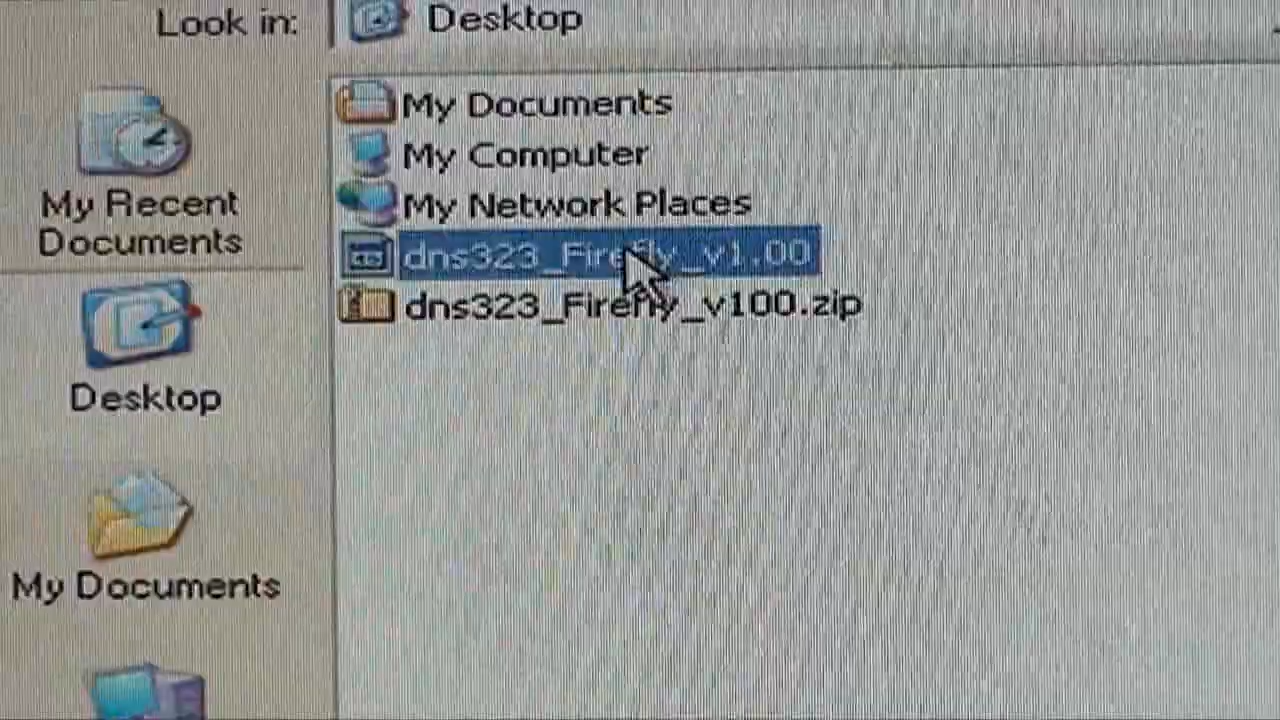 Look in:
Desktop
My Documents
My Computer
My Network Places
dns323_Firefly_v1.00
dns323_Firefly_v100.zip
My Recent
Documents
Desktop
My Documents